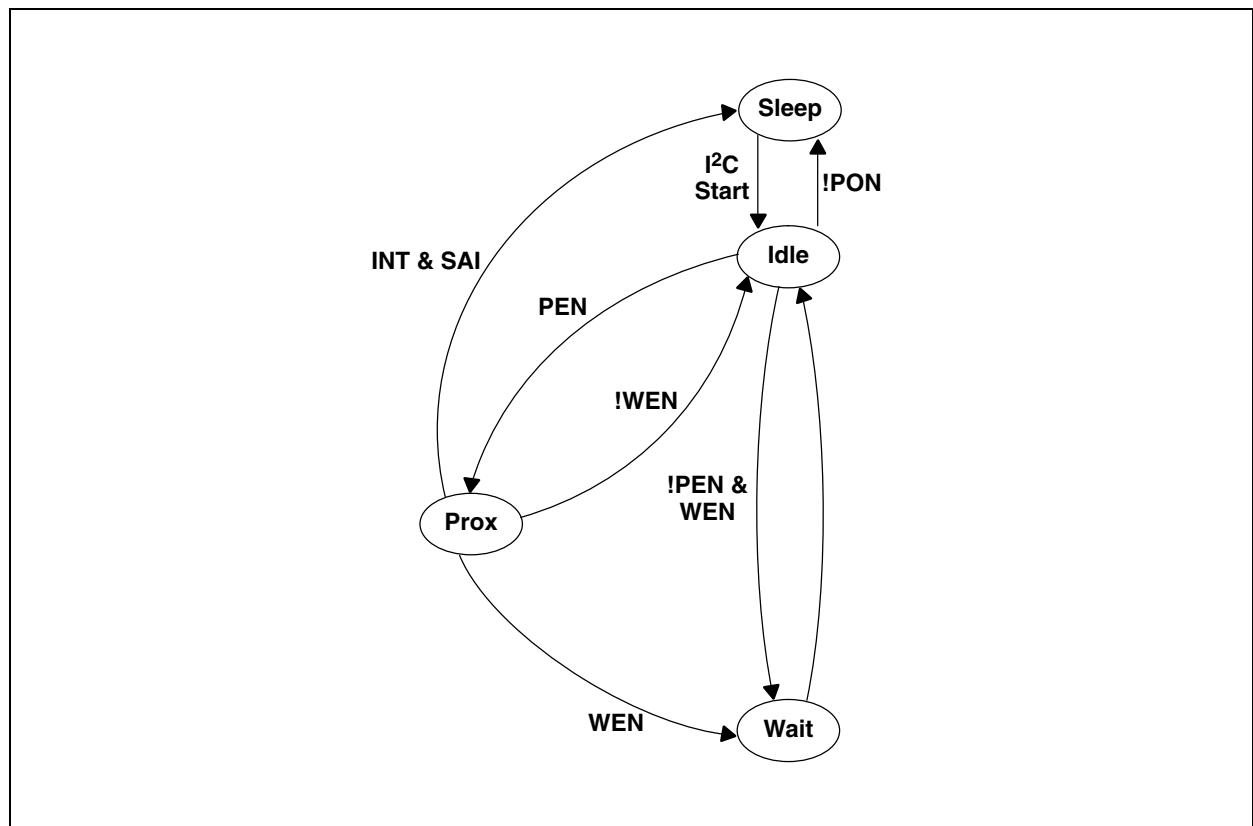 Sleep
I²C
Start
!PON
Idle
INT & SAI
PEN
!WEN
!PEN &
WEN
Prox
WEN
Wait